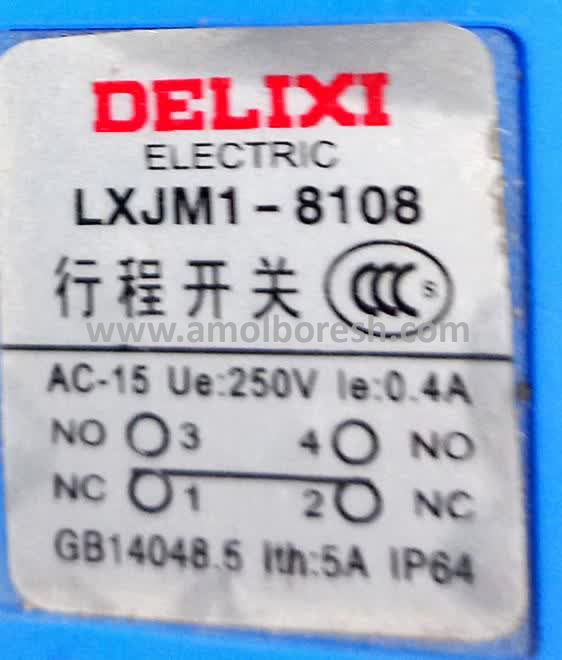 DELIXI
ELECTRIC
LXJM1-8108
行程开关 CCC S
www.amolboresh.com
AC-15 Ue:250V Ie:0.4A
NO 3 4 NO
NC 1 2 NC
GB14048.5 Ith:5A IP64